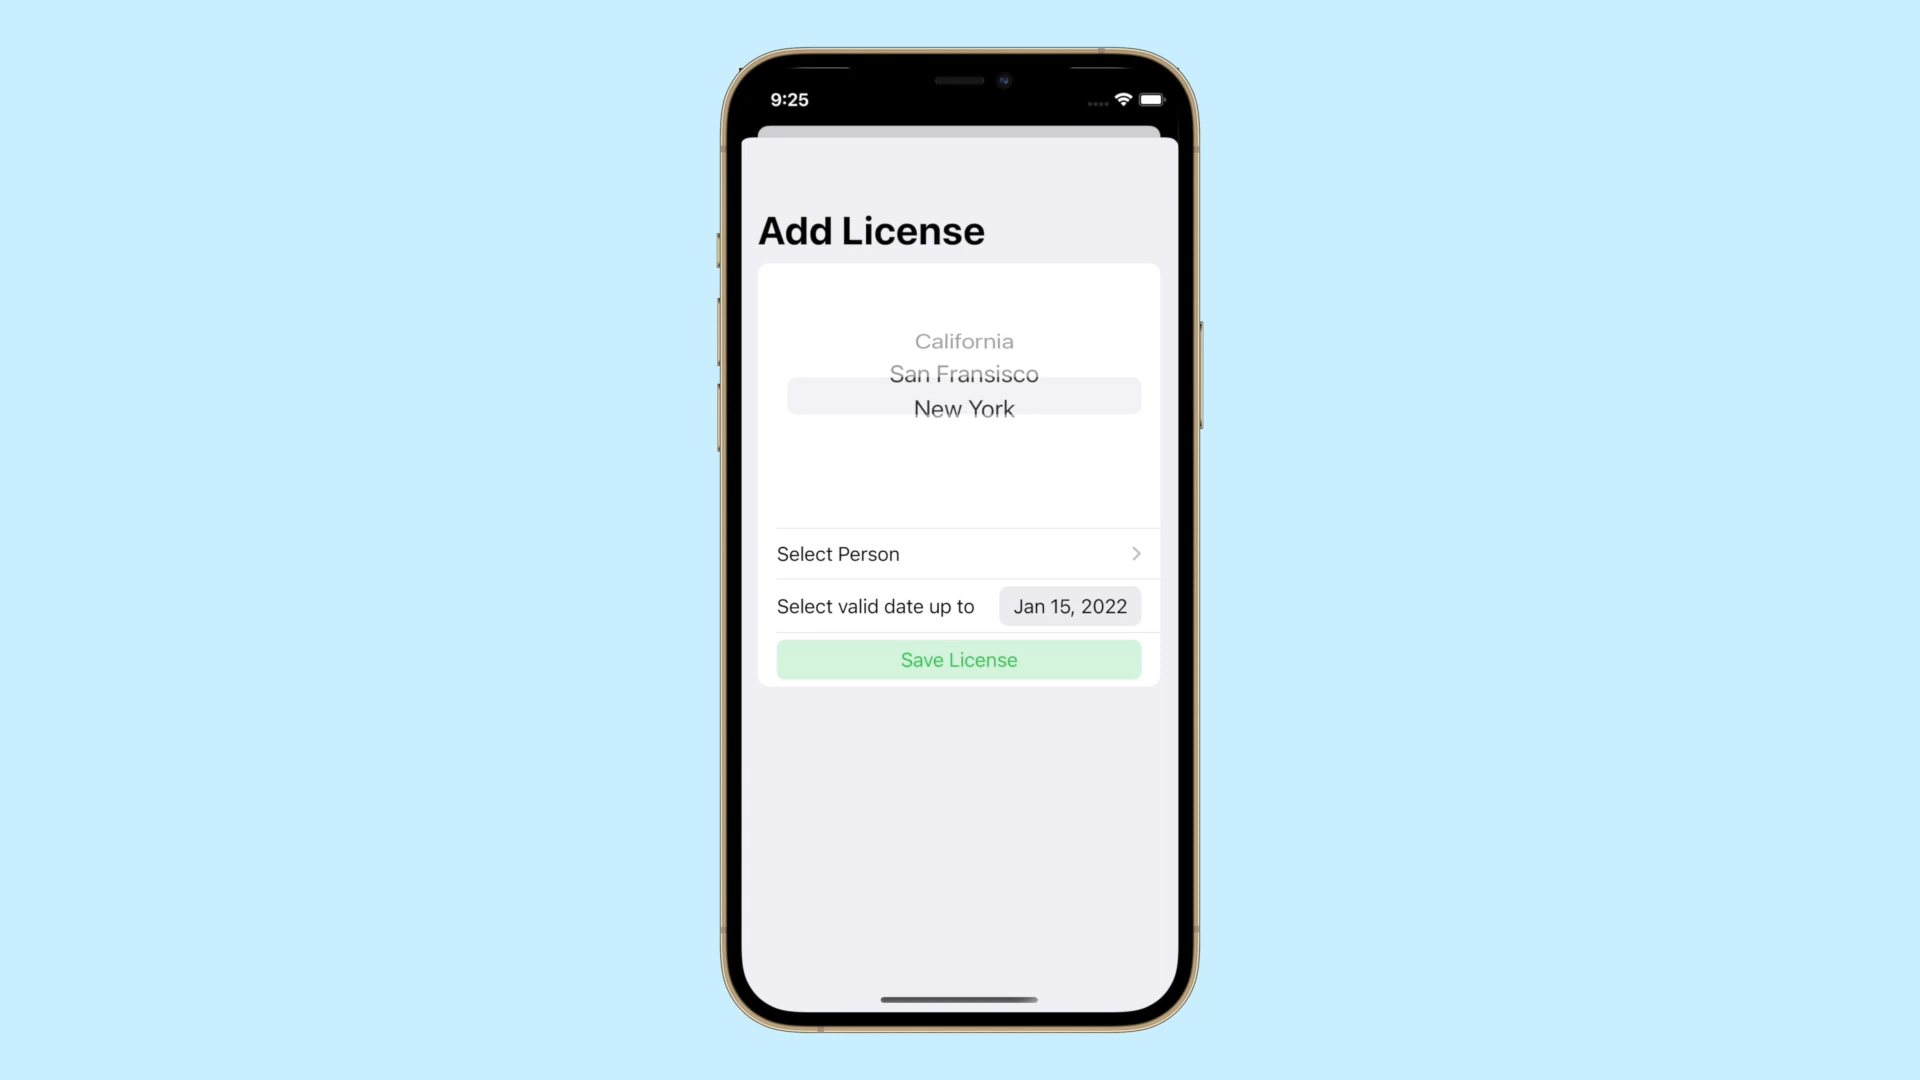 9:25
Add License
California
San Fransisco
New York
Select Person
Select valid date up to Jan 15, 2022
Save License